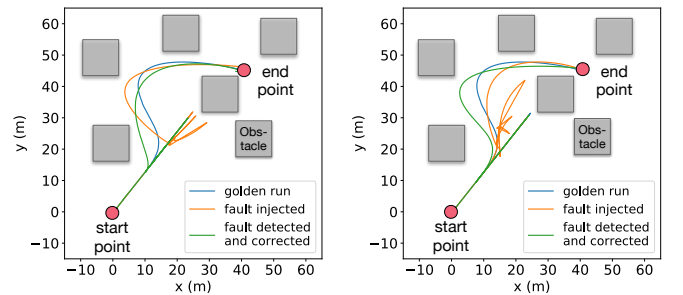 60
50
40
30
20
10
0
−10
y (m)
−10 0 10 20 30 40 50 60
x (m)
end
point
Obs-
tacle
start
point
golden run
fault injected
fault detected
and corrected
60
50
40
30
20
10
0
−10
y (m)
−10 0 10 20 30 40 50 60
x (m)
end
point
Obs-
tacle
start
point
golden run
fault injected
fault detected
and corrected